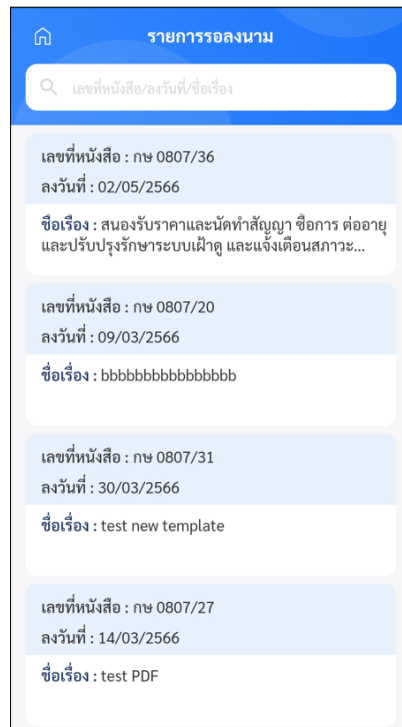 รายการรอลงนาม
เลขที่หนังสือ/ลงวันที่/ชื่อเรื่อง
เลขที่หนังสือ : กษ 0807/36
ลงวันที่ : 02/05/2566
ชื่อเรื่อง : สนองรับราคาและนัดทำสัญญา ซื้อการ ต่ออายุ
และปรับปรุงรักษาระบบเฝ้าดู และแจ้งเตือนสภาวะ...
เลขที่หนังสือ : กษ 0807/20
ลงวันที่ : 09/03/2566
ชื่อเรื่อง : bbbbbbbbbbbbbbbb
เลขที่หนังสือ : กษ 0807/31
ลงวันที่ : 30/03/2566
ชื่อเรื่อง : test new template
เลขที่หนังสือ : กษ 0807/27
ลงวันที่ : 14/03/2566
ชื่อเรื่อง : test PDF